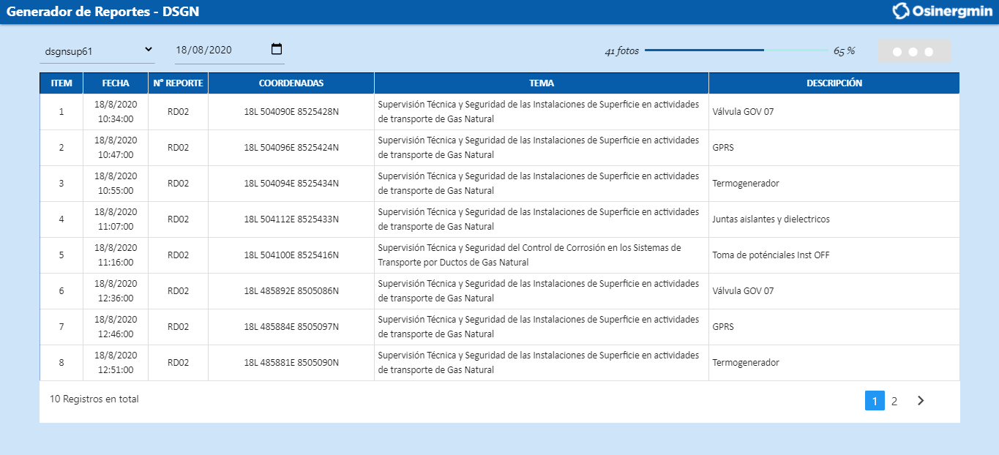 Generador de Reportes - DSGN
Osinergmin
dsgnsup61
18/08/2020
41 fotos
65 %
ITEM FECHA N° REPORTE COORDENADAS TEMA DESCRIPCIÓN
1 18/8/2020 10:34:00 RD02 18L 504090E 8525428N Supervisión Técnica y Seguridad de las Instalaciones de Superficie en actividades
de transporte de Gas Natural Válvula GOV 07
2 18/8/2020 10:47:00 RD02 18L 504096E 8525424N Supervisión Técnica y Seguridad de las Instalaciones de Superficie en actividades
de transporte de Gas Natural GPRS
3 18/8/2020 10:55:00 RD02 18L 504094E 8525434N Supervisión Técnica y Seguridad de las Instalaciones de Superficie en actividades
de transporte de Gas Natural Termogenerador
4 18/8/2020 11:07:00 RD02 18L 504112E 8525433N Supervisión Técnica y Seguridad de las Instalaciones de Superficie en actividades
de transporte de Gas Natural Juntas aislantes y dielectricos
5 18/8/2020 11:16:00 RD02 18L 504100E 8525416N Supervisión Técnica y Seguridad del Control de Corrosión en los Sistemas de
Transporte por Ductos de Gas Natural Toma de poténciales Inst OFF
6 18/8/2020 12:36:00 RD02 18L 485892E 8505086N Supervisión Técnica y Seguridad de las Instalaciones de Superficie en actividades
de transporte de Gas Natural Válvula GOV 07
7 18/8/2020 12:46:00 RD02 18L 485884E 8505097N Supervisión Técnica y Seguridad de las Instalaciones de Superficie en actividades
de transporte de Gas Natural GPRS
8 18/8/2020 12:51:00 RD02 18L 485881E 8505090N Supervisión Técnica y Seguridad de las Instalaciones de Superficie en actividades
de transporte de Gas Natural Termogenerador
10 Registros en total
1 2